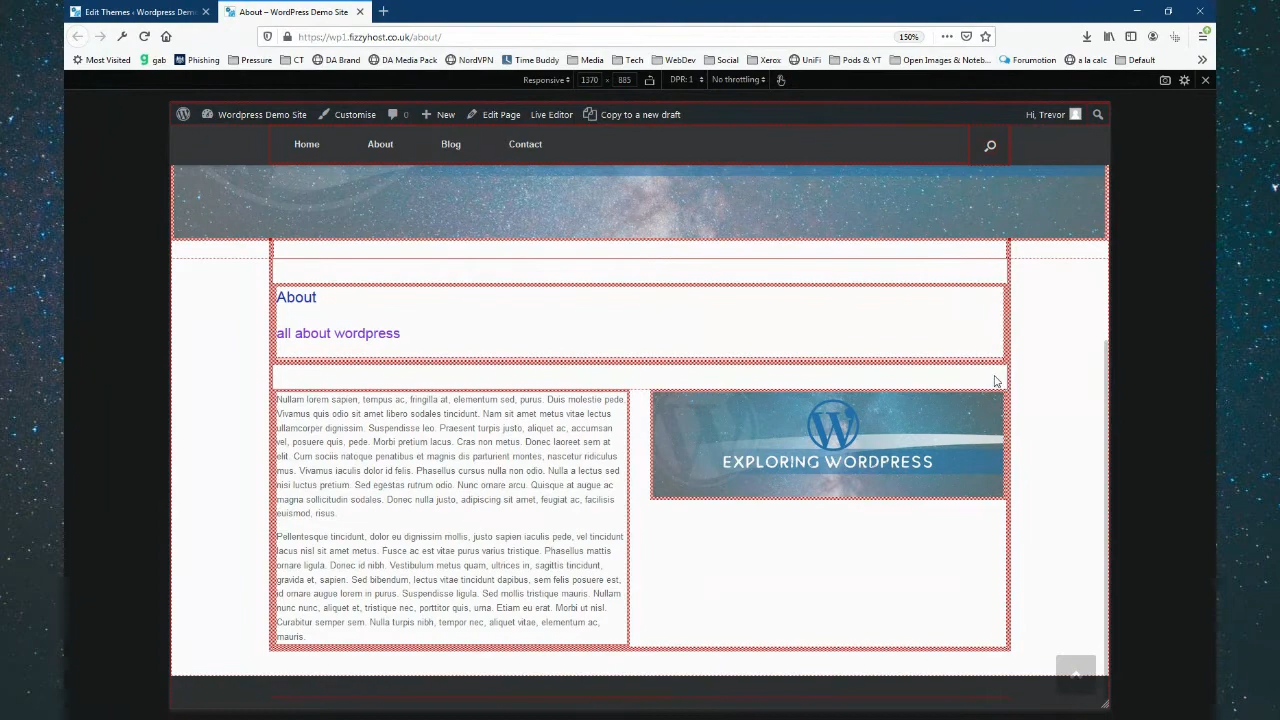 Edit Themes ‹ Wordpress Dem
About – WordPress Demo Site
https://wp1.fizzyhost.co.uk/about/
150%
Most Visited
gab
Phishing
Pressure
CT
DA Brand
DA Media Pack
NordVPN
Time Buddy
Media
Tech
WebDev
Social
Xerox
UniFi
Pods & YT
Open Images & Noteb...
Forumotion
a la calc
Default
Responsive
1370 × 885
DPR: 1
No throttling
Wordpress Demo Site
Customise
0
New
Edit Page
Live Editor
Copy to a new draft
Hi, Trevor
Home
About
Blog
Contact
About
all about wordpress
Nullam lorem sapien, tempus ac, fringilla at, elementum sed, purus. Duis molestie pede.
Vivamus quis odio sit amet libero sodales tincidunt. Nam sit amet metus vitae lectus
ullamcorper dignissim. Suspendisse leo. Praesent turpis justo, aliquet ac, accumsan
vel, posuere quis, pede. Morbi pretium lacus. Cras non metus. Donec laoreet sem at
elit. Cum sociis natoque penatibus et magnis dis parturient montes, nascetur ridiculus
mus. Vivamus iaculis dolor id felis. Phasellus cursus nulla non odio. Nulla a lectus sed
nisi luctus pretium. Sed egestas rutrum odio. Nunc ornare arcu. Quisque at augue ac
magna sollicitudin sodales. Donec nulla justo, adipiscing sit amet, feugiat ac, facilisis
euismod, risus.
Pellentesque tincidunt, dolor eu dignissim mollis, justo sapien iaculis pede, vel tincidunt
lacus nisl sit amet metus. Fusce ac est vitae purus varius tristique. Phasellus mattis
ornare ligula. Donec id nibh. Vestibulum metus quam, ultrices in, sagittis tincidunt,
gravida et, sapien. Sed bibendum, lectus vitae tincidunt dapibus, sem felis posuere est,
id ornare augue lorem in purus. Suspendisse ligula. Sed mollis tristique mauris. Nullam
nunc nunc, aliquet et, tristique nec, porttitor quis, urna. Etiam eu erat. Morbi ut nisl.
Curabitur semper sem. Nulla turpis nibh, tempor nec, aliquet vitae, elementum ac,
mauris.
EXPLORING WORDPRESS